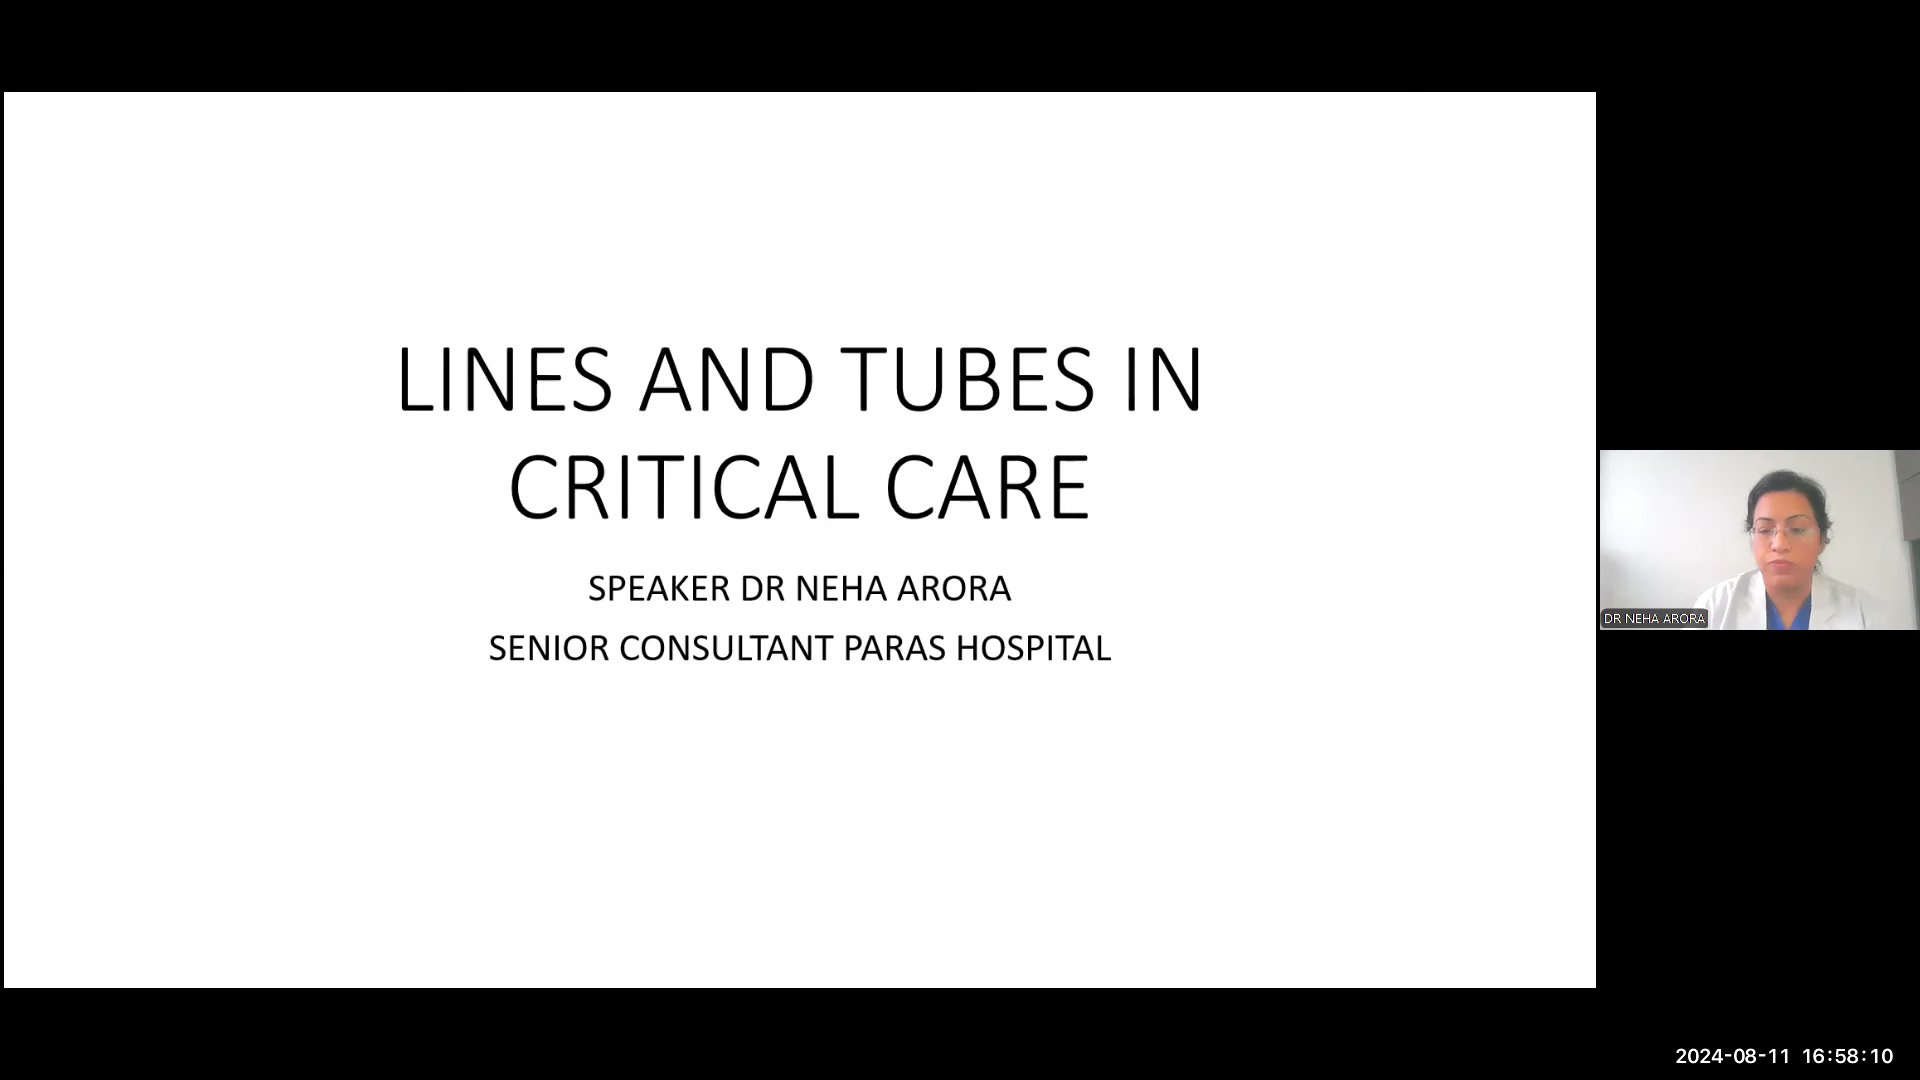 LINES AND TUBES IN
CRITICAL CARE
SPEAKER DR NEHA ARORA
SENIOR CONSULTANT PARAS HOSPITAL
DR NEHA ARORA
2024-08-11 16:58:10